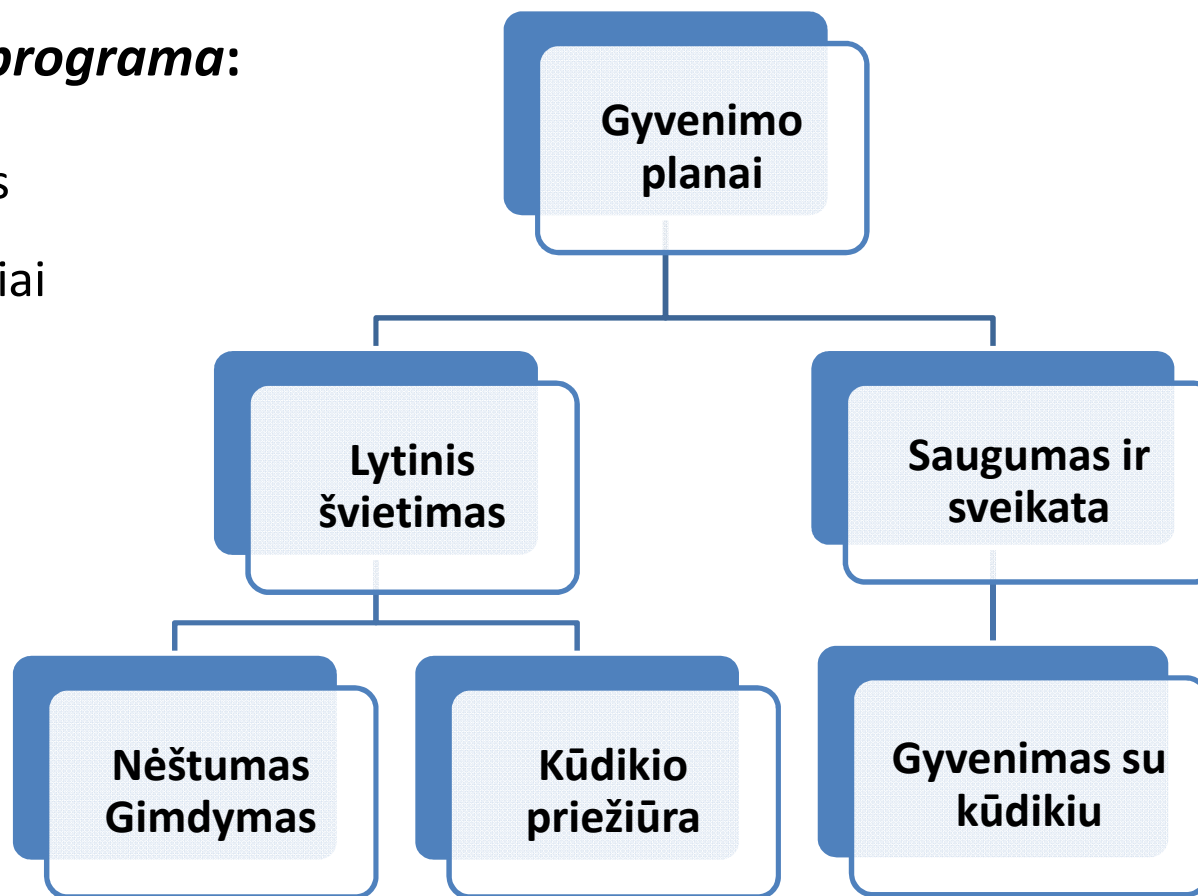 programa:
s
iai
Gyvenimo
planai
Lytinis
švietimas
Saugumas ir
sveikata
Nėštumas
Gimdymas
Kūdikio
priežiūra
Gyvenimas su
kūdikiu